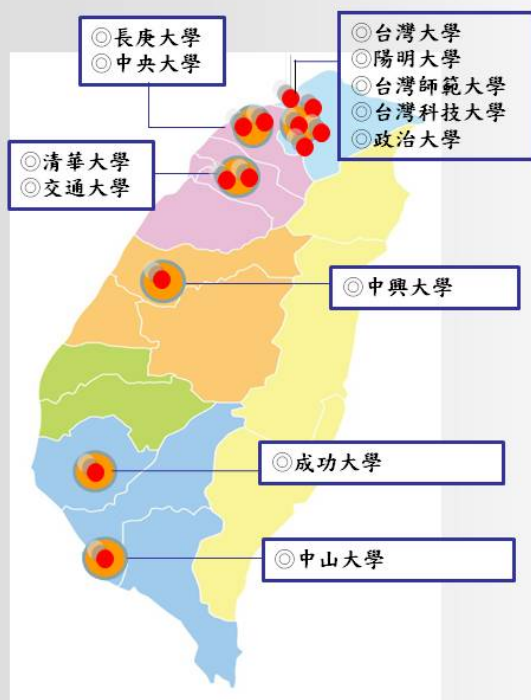 ◎長庚大學
◎中央大學
◎台灣大學
◎陽明大學
◎台灣師範大學
◎台灣科技大學
◎政治大學
◎清華大學
◎交通大學
◎中興大學
◎成功大學
◎中山大學